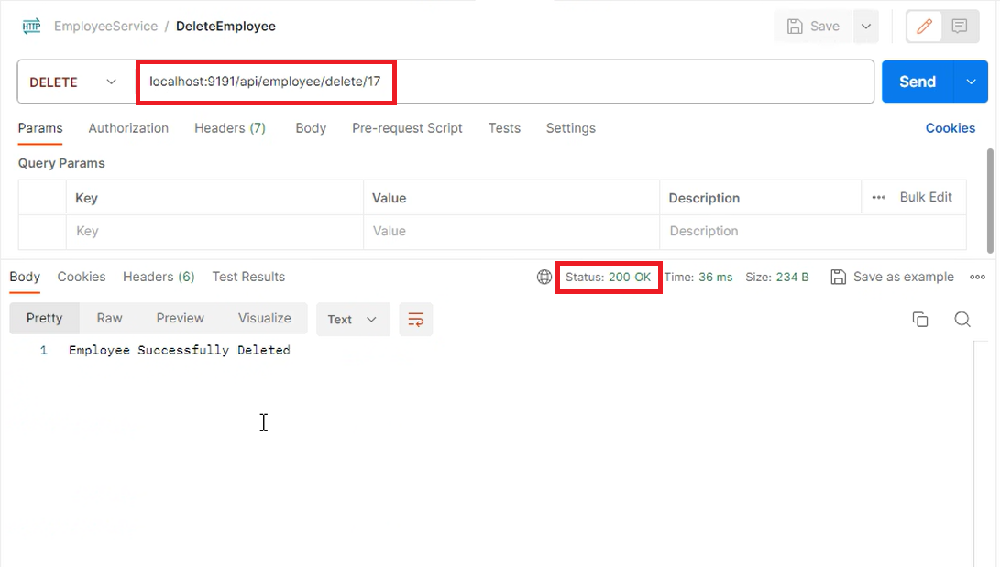 HTTP EmployeeService / DeleteEmployee Save
DELETE localhost:9191/api/employee/delete/17 Send
Params Authorization Headers (7) Body Pre-request Script Tests Settings Cookies
Query Params
Key Value Description ••• Bulk Edit
Key Value Description
Body Cookies Headers (6) Test Results Status: 200 OK Time: 36 ms Size: 234 B Save as example •••
Pretty Raw Preview Visualize Text
1 Employee Successfully Deleted